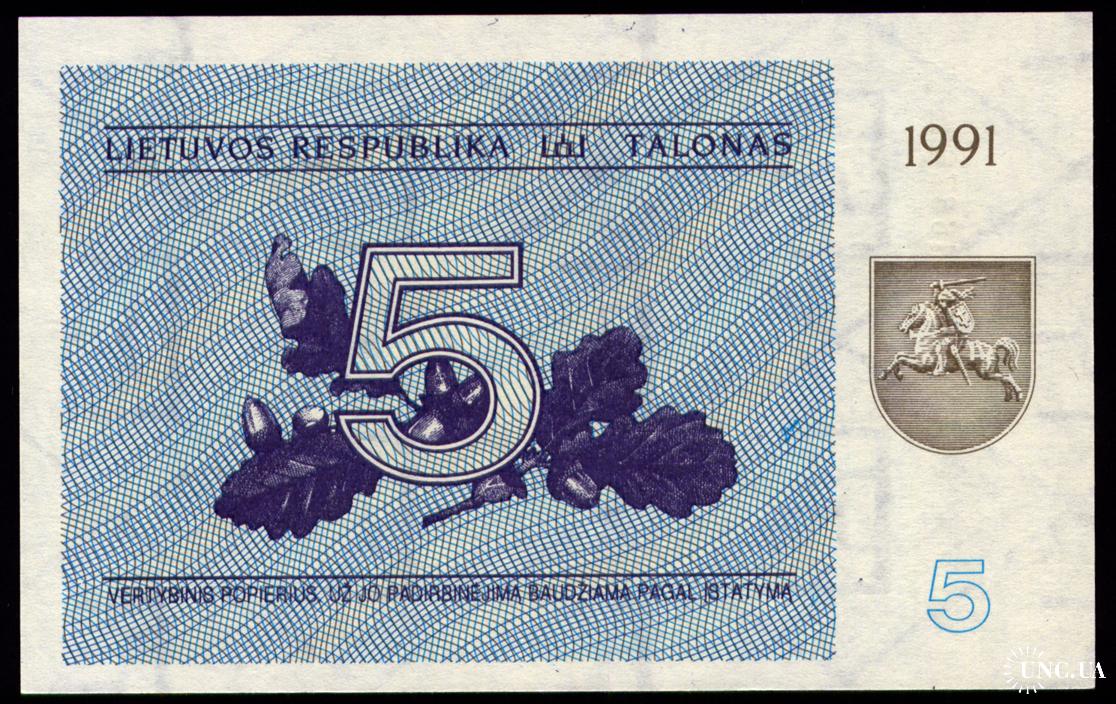 LIETUVOS RESPUBLIKA TALONAS
1991
5
VERTYBINIS POPIERIUS. UŽ JO PADIRBINĖJIMĄ BAUDŽIAMA PAGAL ĮSTATYMĄ
5
UNC.UA